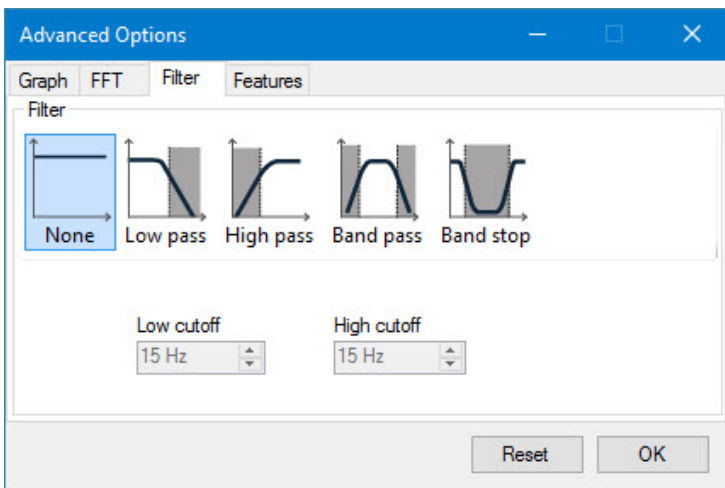 Advanced Options
Graph FFT Filter Features
Filter
None Low pass High pass Band pass Band stop
Low cutoff High cutoff
15 Hz 15 Hz
Reset OK